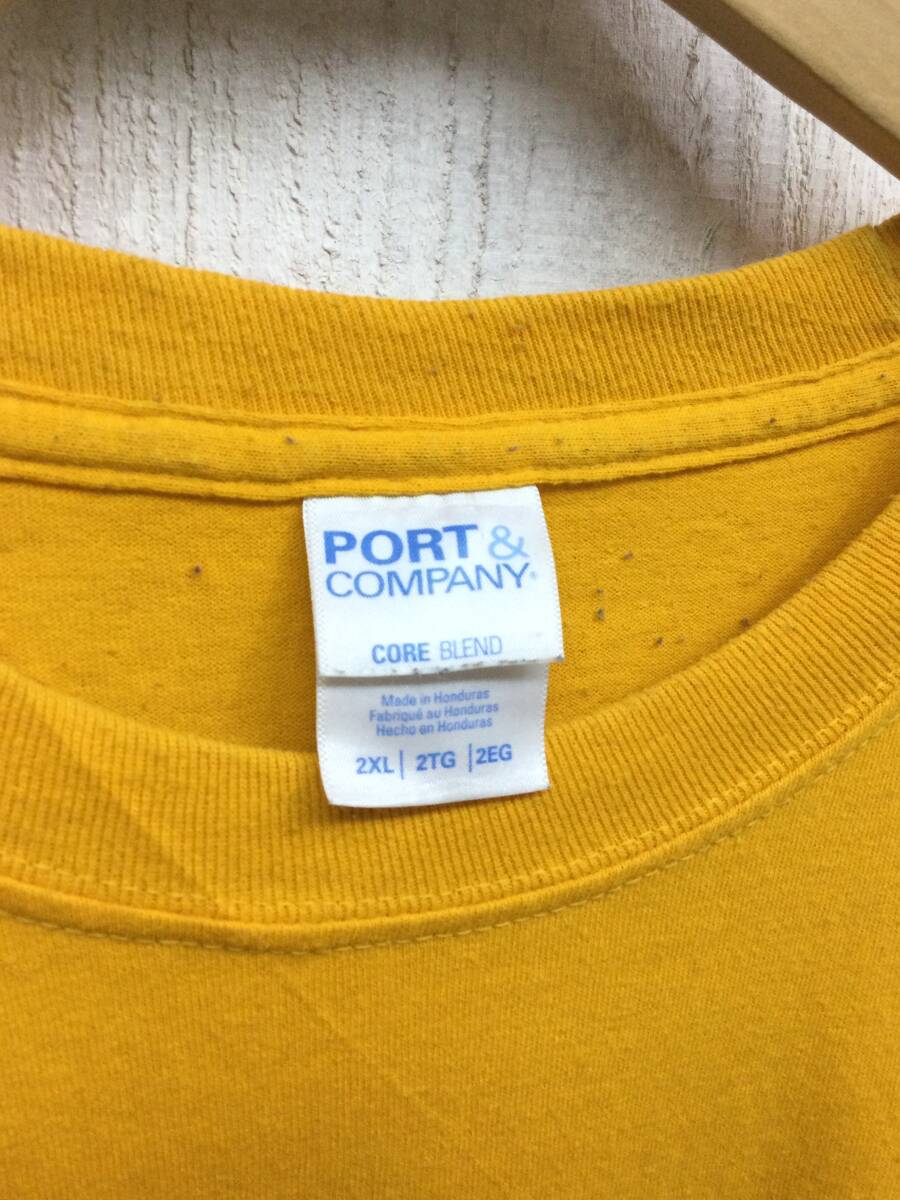 PORT &
COMPANY®
CORE BLEND
Made in Honduras
Fabriqué au Honduras
Hecho en Honduras
2XL | 2TG | 2EG